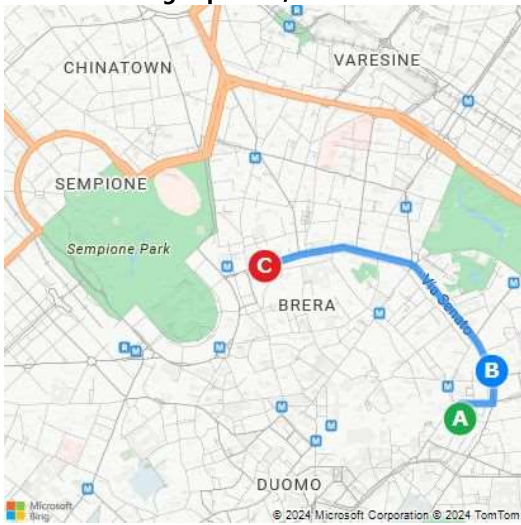 VARESINE
CHINATOWN
M
R
M
M
SEMPIONE
M
Sempione Park
M
C
M
BRERA
M
Via Senato
R
M
M
B
M
A
M
M
M
DUOMO
Microsoft
Bing
© 2024 Microsoft Corporation © 2024 TomTom